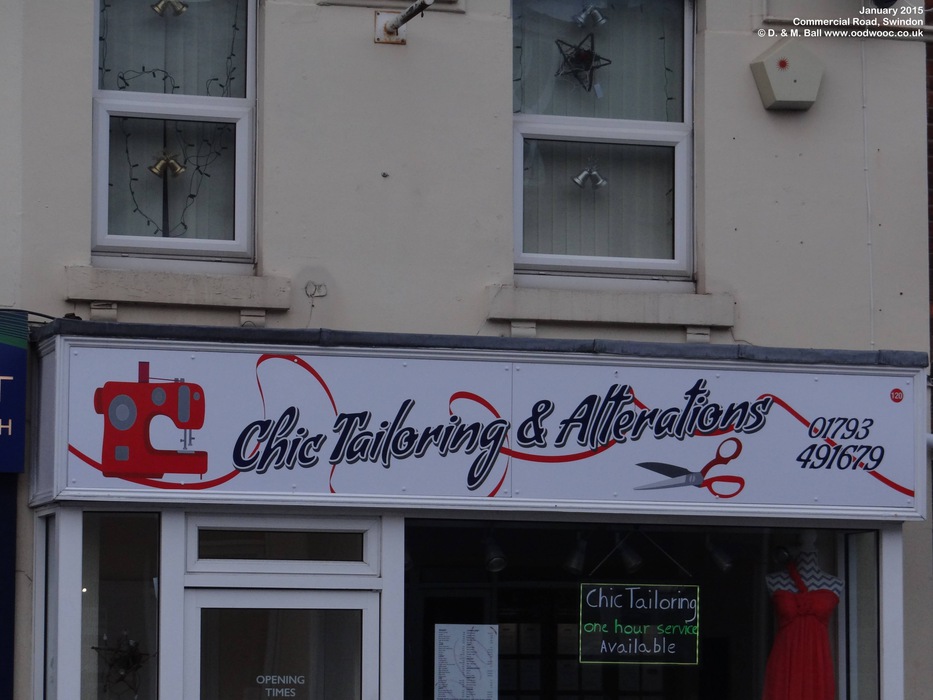 January 2015
Commercial Road, Swindon
© D. & M. Ball www.oodwooc.co.uk
T
H
Chic Tailoring & Alterations
120
01793
491679
Chic Tailoring
one hour service
Available
OPENING
TIMES